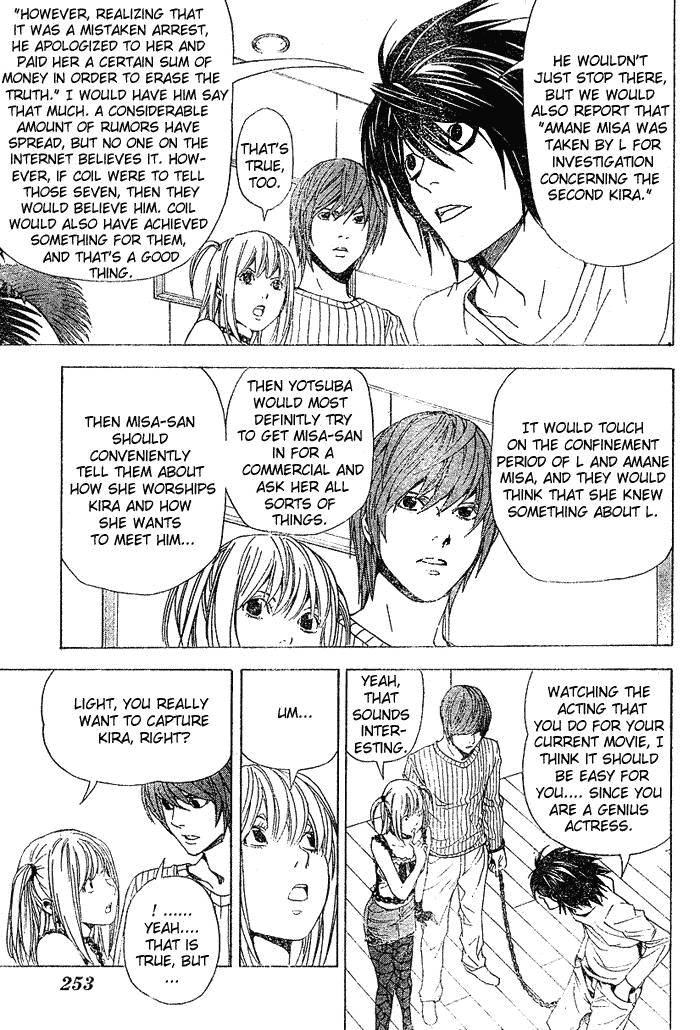 HE WOULDN'T
JUST STOP THERE,
BUT WE WOULD
ALSO REPORT THAT
"AMANE MISA WAS
TAKEN BY L FOR
INVESTIGATION
CONCERNING THE
SECOND KIRA."
"HOWEVER, REALIZING THAT
IT WAS A MISTAKEN ARREST,
HE APOLOGIZED TO HER AND
PAID HER A CERTAIN SUM OF
MONEY IN ORDER TO ERASE THE
TRUTH." I WOULD HAVE HIM SAY
THAT MUCH. A CONSIDERABLE
AMOUNT OF RUMORS HAVE
SPREAD, BUT NO ONE ON THE
INTERNET BELIEVES IT. HOW-
EVER, IF COIL WERE TO TELL
THOSE SEVEN, THEN THEY
WOULD BELIEVE HIM. COIL
WOULD ALSO HAVE ACHIEVED
SOMETHING FOR THEM,
AND THAT'S A GOOD
THING.
THAT'S
TRUE,
TOO.
IT WOULD TOUCH
ON THE CONFINEMENT
PERIOD OF L AND AMANE
MISA, AND THEY WOULD
THINK THAT SHE KNEW
SOMETHING ABOUT L.
THEN YOTSUBA
WOULD MOST
DEFINITLY TRY
TO GET MISA-SAN
IN FOR A
COMMERCIAL AND
ASK HER ALL
SORTS OF
THINGS.
THEN MISA-SAN
SHOULD
CONVENIENTLY
TELL THEM ABOUT
HOW SHE WORSHIPS
KIRA AND HOW
SHE WANTS
TO MEET HIM...
WATCHING THE
ACTING THAT
YOU DO FOR YOUR
CURRENT MOVIE, I
THINK IT SHOULD
BE EASY FOR
YOU.... SINCE YOU
ARE A GENIUS
ACTRESS.
YEAH,
THAT
SOUNDS
INTER-
ESTING.
UM...
LIGHT, YOU REALLY
WANT TO CAPTURE
KIRA, RIGHT?
! ......
YEAH....
THAT IS
TRUE, BUT
...
253